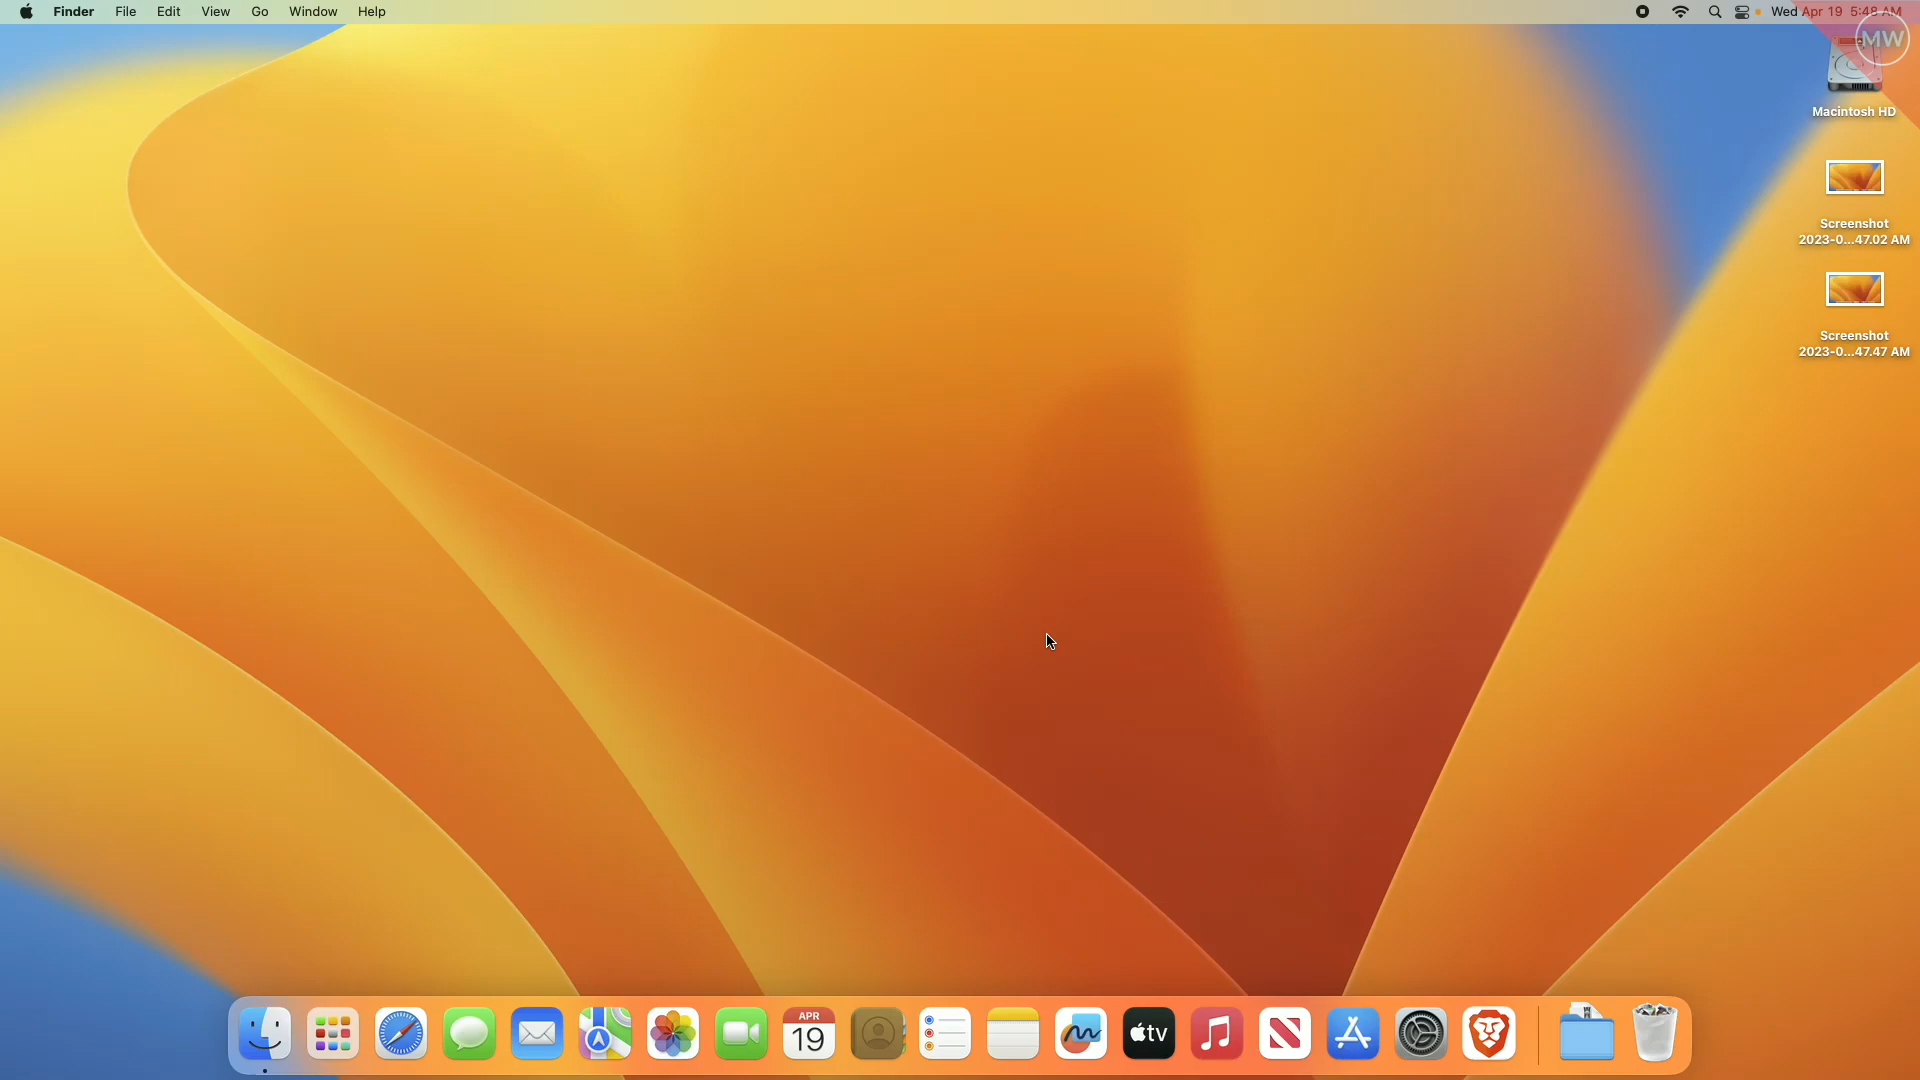 Finder File Edit View Go Window Help
Wed Apr 19 5:48 AM
MW
Macintosh HD
Screenshot
2023-0...47.02 AM
Screenshot
2023-0...47.47 AM
APR
19
tv